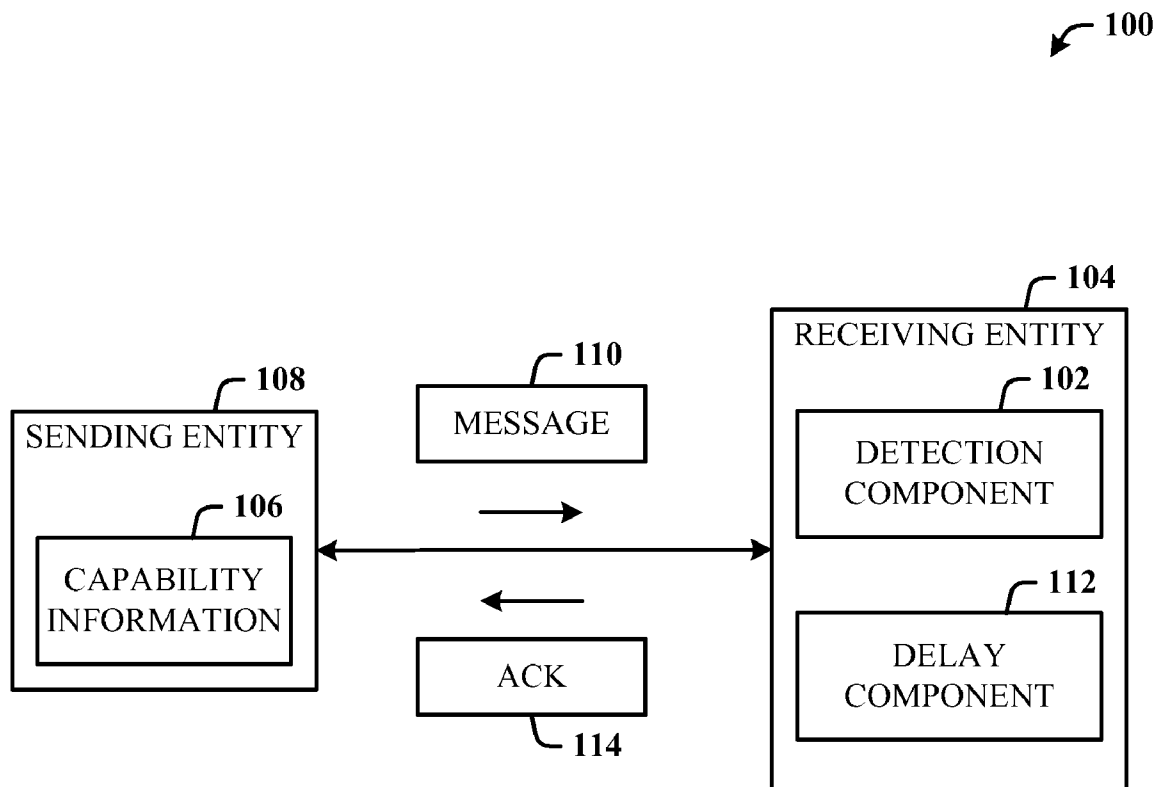 100
104
RECEIVING ENTITY
110
102
108
MESSAGE
SENDING ENTITY
DETECTION
COMPONENT
106
CAPABILITY
INFORMATION
112
ACK
DELAY
COMPONENT
114